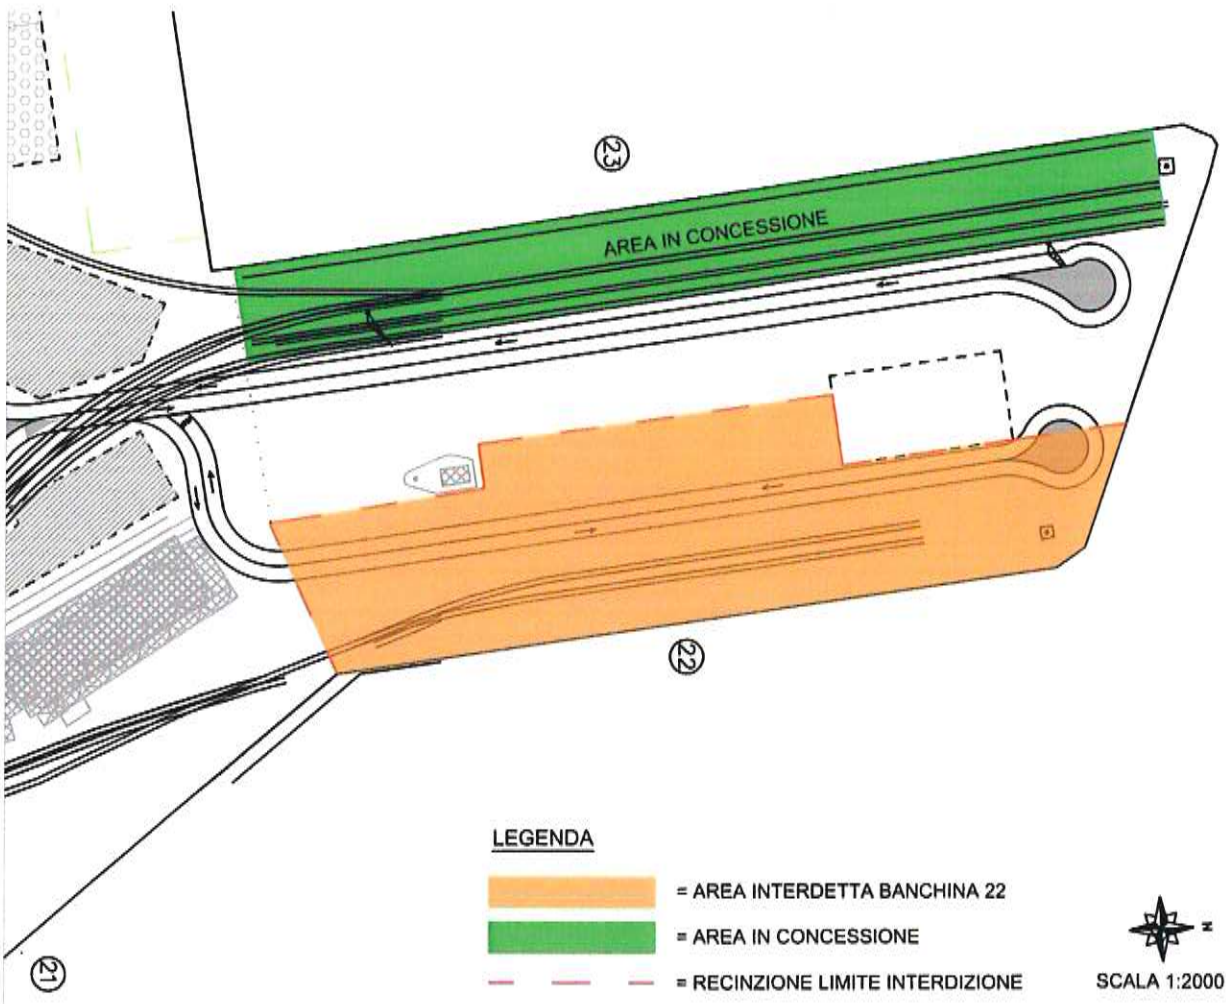 23
AREA IN CONCESSIONE
22
21
LEGENDA
= AREA INTERDETTA BANCHINA 22
= AREA IN CONCESSIONE
= RECINZIONE LIMITE INTERDIZIONE
N
SCALA 1:2000